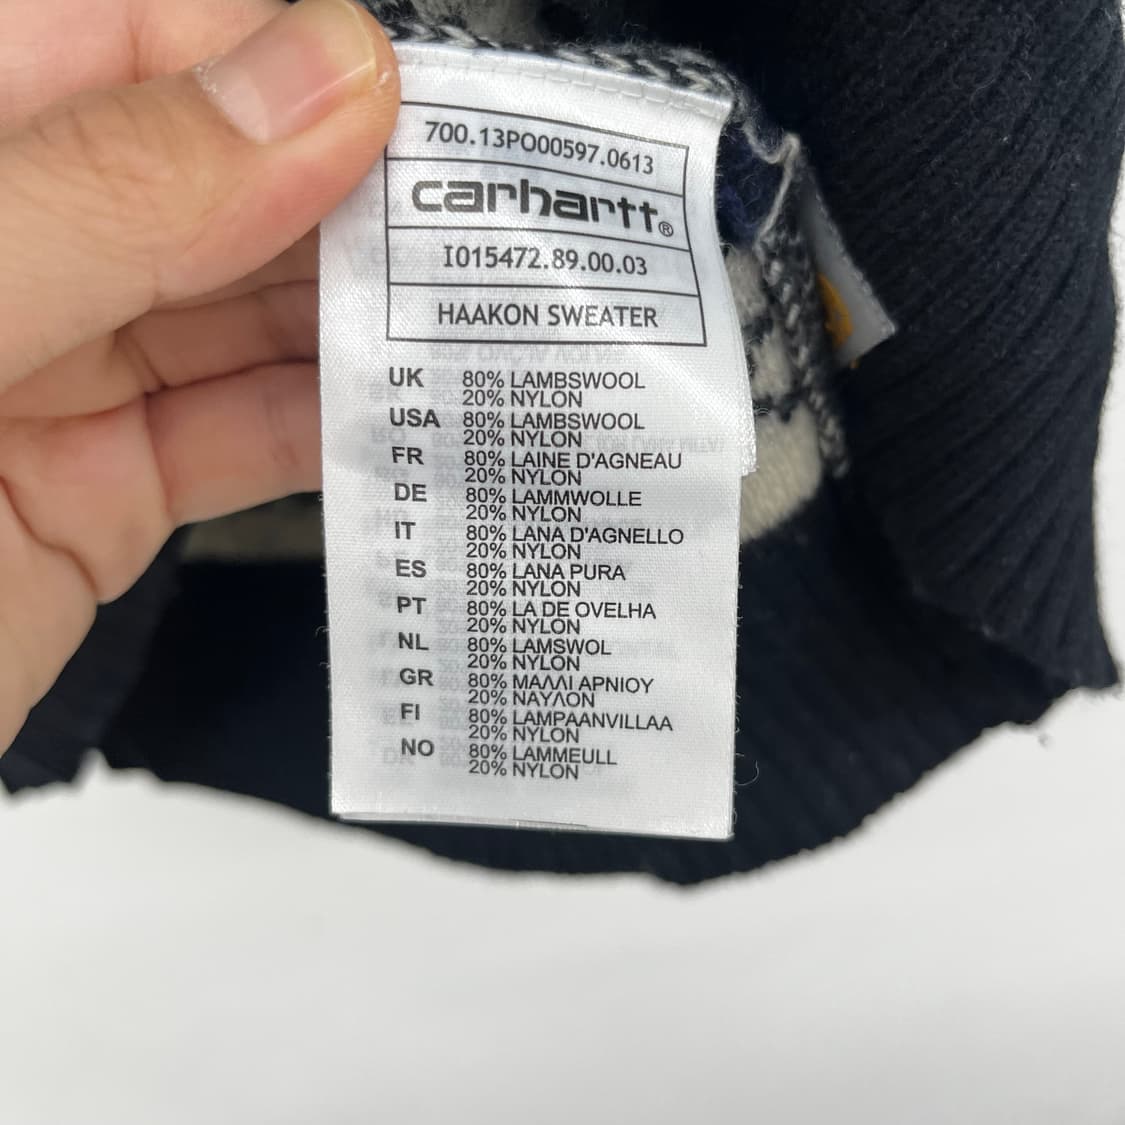 700.13PO00597.0613
carhartt®
I015472.89.00.03
HAAKON SWEATER
UK 80% LAMBSWOOL
20% NYLON
USA 80% LAMBSWOOL
20% NYLON
FR 80% LAINE D'AGNEAU
20% NYLON
DE 80% LAMMWOLLE
20% NYLON
IT 80% LANA D'AGNELLO
20% NYLON
ES 80% LANA PURA
20% NYLON
PT 80% LA DE OVELHA
20% NYLON
NL 80% LAMSWOL
20% NYLON
GR 80% ΜΑΛΛΙ ΑΡΝΙΟΥ
20% ΝΑΥΛΟΝ
FI 80% LAMPAANVILLAA
20% NYLON
NO 80% LAMMEULL
20% NYLON